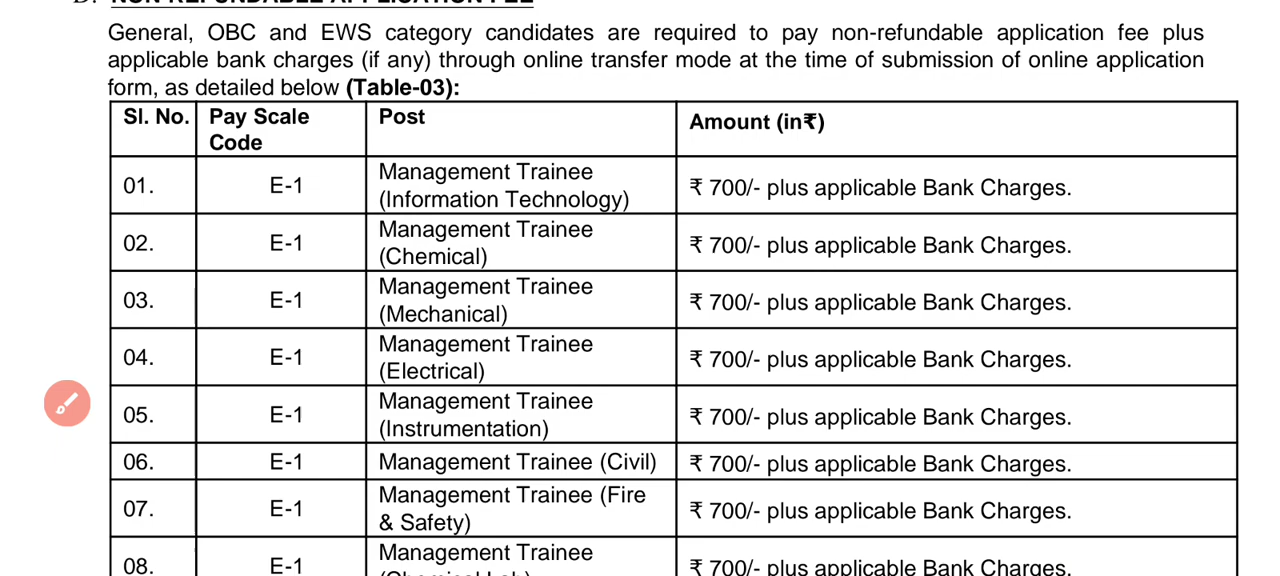 D. NON-REFUNDABLE APPLICATION FEE
General, OBC and EWS category candidates are required to pay non-refundable application fee plus
applicable bank charges (if any) through online transfer mode at the time of submission of online application
form, as detailed below (Table-03):
Sl. No. Pay Scale Code Post Amount (in₹)
01. E-1 Management Trainee (Information Technology) ₹ 700/- plus applicable Bank Charges.
02. E-1 Management Trainee (Chemical) ₹ 700/- plus applicable Bank Charges.
03. E-1 Management Trainee (Mechanical) ₹ 700/- plus applicable Bank Charges.
04. E-1 Management Trainee (Electrical) ₹ 700/- plus applicable Bank Charges.
05. E-1 Management Trainee (Instrumentation) ₹ 700/- plus applicable Bank Charges.
06. E-1 Management Trainee (Civil) ₹ 700/- plus applicable Bank Charges.
07. E-1 Management Trainee (Fire & Safety) ₹ 700/- plus applicable Bank Charges.
08. E-1 Management Trainee (Chemical Lab) ₹ 700/- plus applicable Bank Charges.